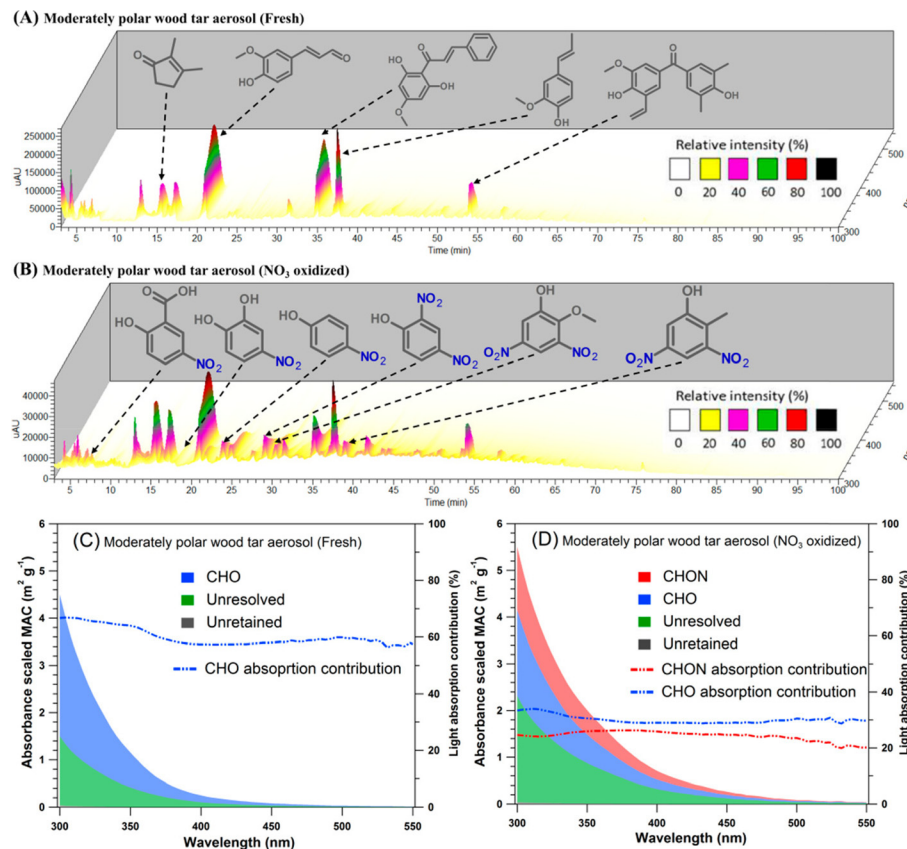 (A) Moderately polar wood tar aerosol (Fresh)
O
O
HO
O
O
HO
OH
O
O
OH
O
O
HO
OH
250000
200000
150000
100000
50000
0
uAU
Relative intensity (%)
0 20 40 60 80 100
500
400
300
5 10 15 20 25 30 35 40 45 50 55 60 65 70 75 80 85 90 95 100
Time (min)
(B) Moderately polar wood tar aerosol (NO3 oxidized)
O OH
HO
NO2
OH
HO
NO2
HO
NO2
NO2
HO
NO2
OH
O
O2N NO2
OH
O2N NO2
40000
30000
20000
10000
0
uAU
Relative intensity (%)
0 20 40 60 80 100
500
400
300
5 10 15 20 25 30 35 40 45 50 55 60 65 70 75 80 85 90 95 100
Time (min)
(C) Moderately polar wood tar aerosol (Fresh)
CHO
Unresolved
Unretained
CHO absoprtion contribution
Absorbance scaled MAC (m2 g-1)
6
5
4
3
2
1
0
300 350 400 450 500 550
Wavelength (nm)
100
80
60
40
20
0
Light absorption contribution (%)
(D) Moderately polar wood tar aerosol (NO3 oxidized)
CHON
CHO
Unresolved
Unretained
CHON absorption contribution
CHO absorption contribution
Absorbance scaled MAC (m2 g-1)
6
5
4
3
2
1
0
300 350 400 450 500 550
Wavelength (nm)
100
80
60
40
20
0
Light absorption contribution (%)